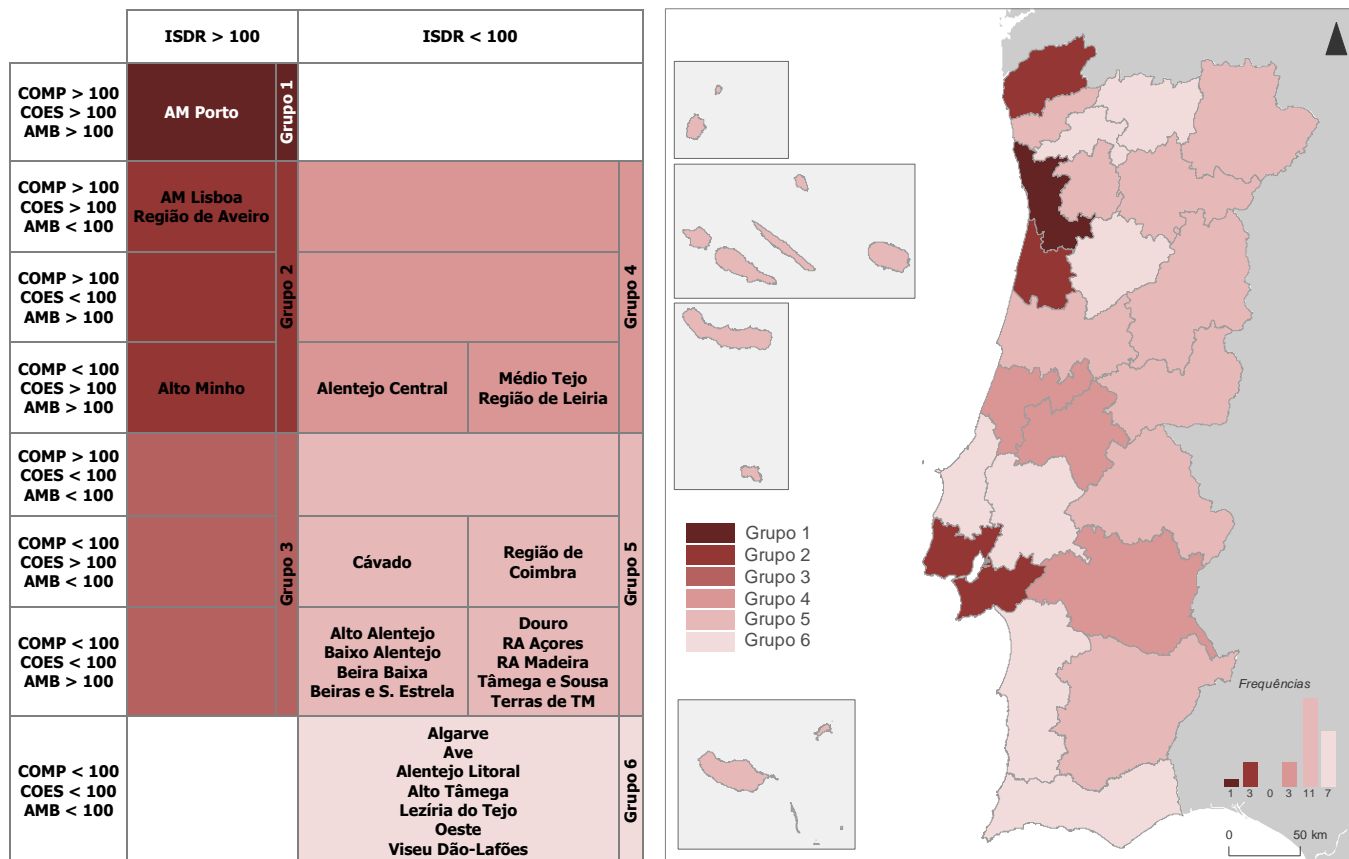 ISDR > 100
ISDR < 100
COMP > 100
COES > 100
AMB > 100
AM Porto
Grupo 1
COMP > 100
COES > 100
AMB < 100
AM Lisboa
Região de Aveiro
Grupo 2
Grupo 4
COMP > 100
COES < 100
AMB > 100
COMP < 100
COES > 100
AMB > 100
Alto Minho
Alentejo Central
Médio Tejo
Região de Leiria
COMP > 100
COES < 100
AMB < 100
Grupo 3
Grupo 5
COMP < 100
COES > 100
AMB < 100
Cávado
Região de
Coimbra
COMP < 100
COES < 100
AMB > 100
Alto Alentejo
Baixo Alentejo
Beira Baixa
Beiras e S. Estrela
Douro
RA Açores
RA Madeira
Tâmega e Sousa
Terras de TM
COMP < 100
COES < 100
AMB < 100
Algarve
Ave
Alentejo Litoral
Alto Tâmega
Lezíria do Tejo
Oeste
Viseu Dão-Lafões
Grupo 6
Grupo 1
Grupo 2
Grupo 3
Grupo 4
Grupo 5
Grupo 6
Frequências
1 3 0 3 11 7
0 50 km